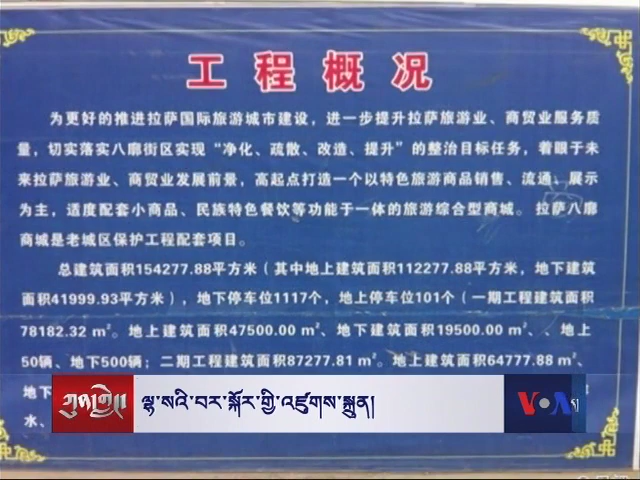 工程概况
为更好的推进拉萨国际旅游城市建设，进一步提升拉萨旅游业、商贸业服务质
量，切实落实八廓街区实现“净化、疏散、改造、提升”的整治目标任务，着眼于未
来拉萨旅游业、商贸业发展前景，高起点打造一个以特色旅游商品销售、流通、展示
为主，适度配套小商品、民族特色餐饮等功能于一体的旅游综合型商城。拉萨八廓
商城是老城区保护工程配套项目。
总建筑面积154277.88平方米（其中地上建筑面积112277.88平方米，地下建筑
面积41999.93平方米），地下停车位1117个，地上停车位101个（一期工程建筑面积
78182.32 m²。地上建筑面积47500.00 m²、地下建筑面积19500.00 m²、、地上
50辆、地下500辆；二期工程建筑面积87277.81 m²。地上建筑面积64777.88 m²、
地下
水、
ཀུན་གླེང༌།
ལྷ་སའི་བར་སྐོར་གྱི་འཛུགས་སྐྲུན།
VOA